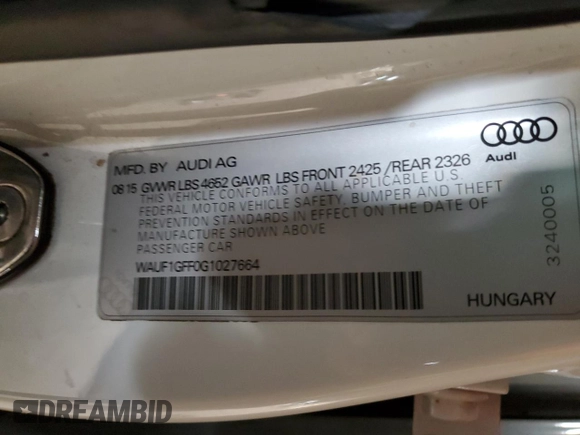 MFD. BY AUDI AG
08 15 GVWR LBS 4652 GAWR LBS FRONT 2425 / REAR 2326
THIS VEHICLE CONFORMS TO ALL APPLICABLE U.S.
FEDERAL MOTOR VEHICLE SAFETY, BUMPER AND THEFT
PREVENTION STANDARDS IN EFFECT ON THE DATE OF
MANUFACTURE SHOWN ABOVE
PASSENGER CAR
WAUF1GFF0G1027664
Audi
3240005
HUNGARY
DREAMBID